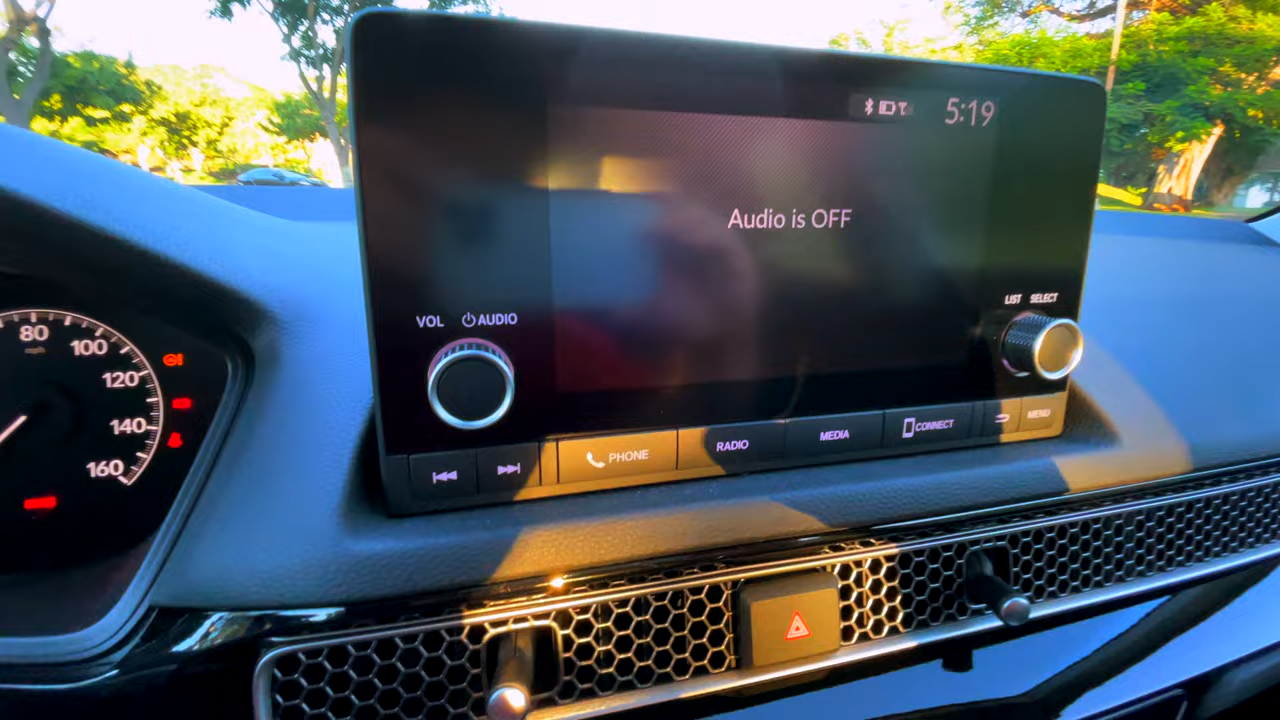 5:19
Audio is OFF
LIST SELECT
VOL AUDIO
PHONE
RADIO
MEDIA
CONNECT
MENU
80
100
120
140
160